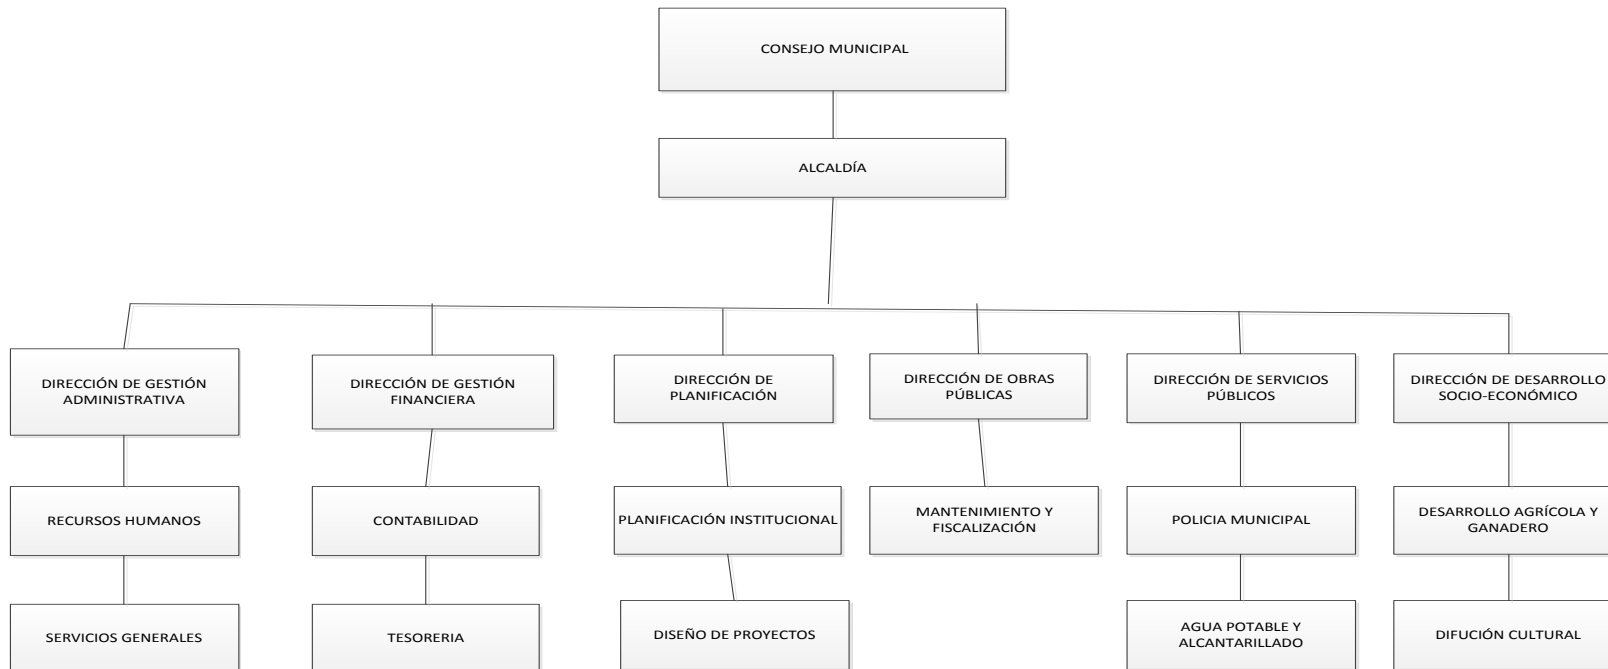 CONSEJO MUNICIPAL
ALCALDÍA
DIRECCIÓN DE GESTIÓN
ADMINISTRATIVA
DIRECCIÓN DE GESTIÓN
FINANCIERA
DIRECCIÓN DE
PLANIFICACIÓN
DIRECCIÓN DE OBRAS
PÚBLICAS
DIRECCIÓN DE SERVICIOS
PÚBLICOS
DIRECCIÓN DE DESARROLLO
SOCIO-ECONÓMICO
RECURSOS HUMANOS
CONTABILIDAD
PLANIFICACIÓN INSTITUCIONAL
MANTENIMIENTO Y
FISCALIZACIÓN
POLICIA MUNICIPAL
DESARROLLO AGRÍCOLA Y
GANADERO
SERVICIOS GENERALES
TESORERIA
DISEÑO DE PROYECTOS
AGUA POTABLE Y
ALCANTARILLADO
DIFUCIÓN CULTURAL